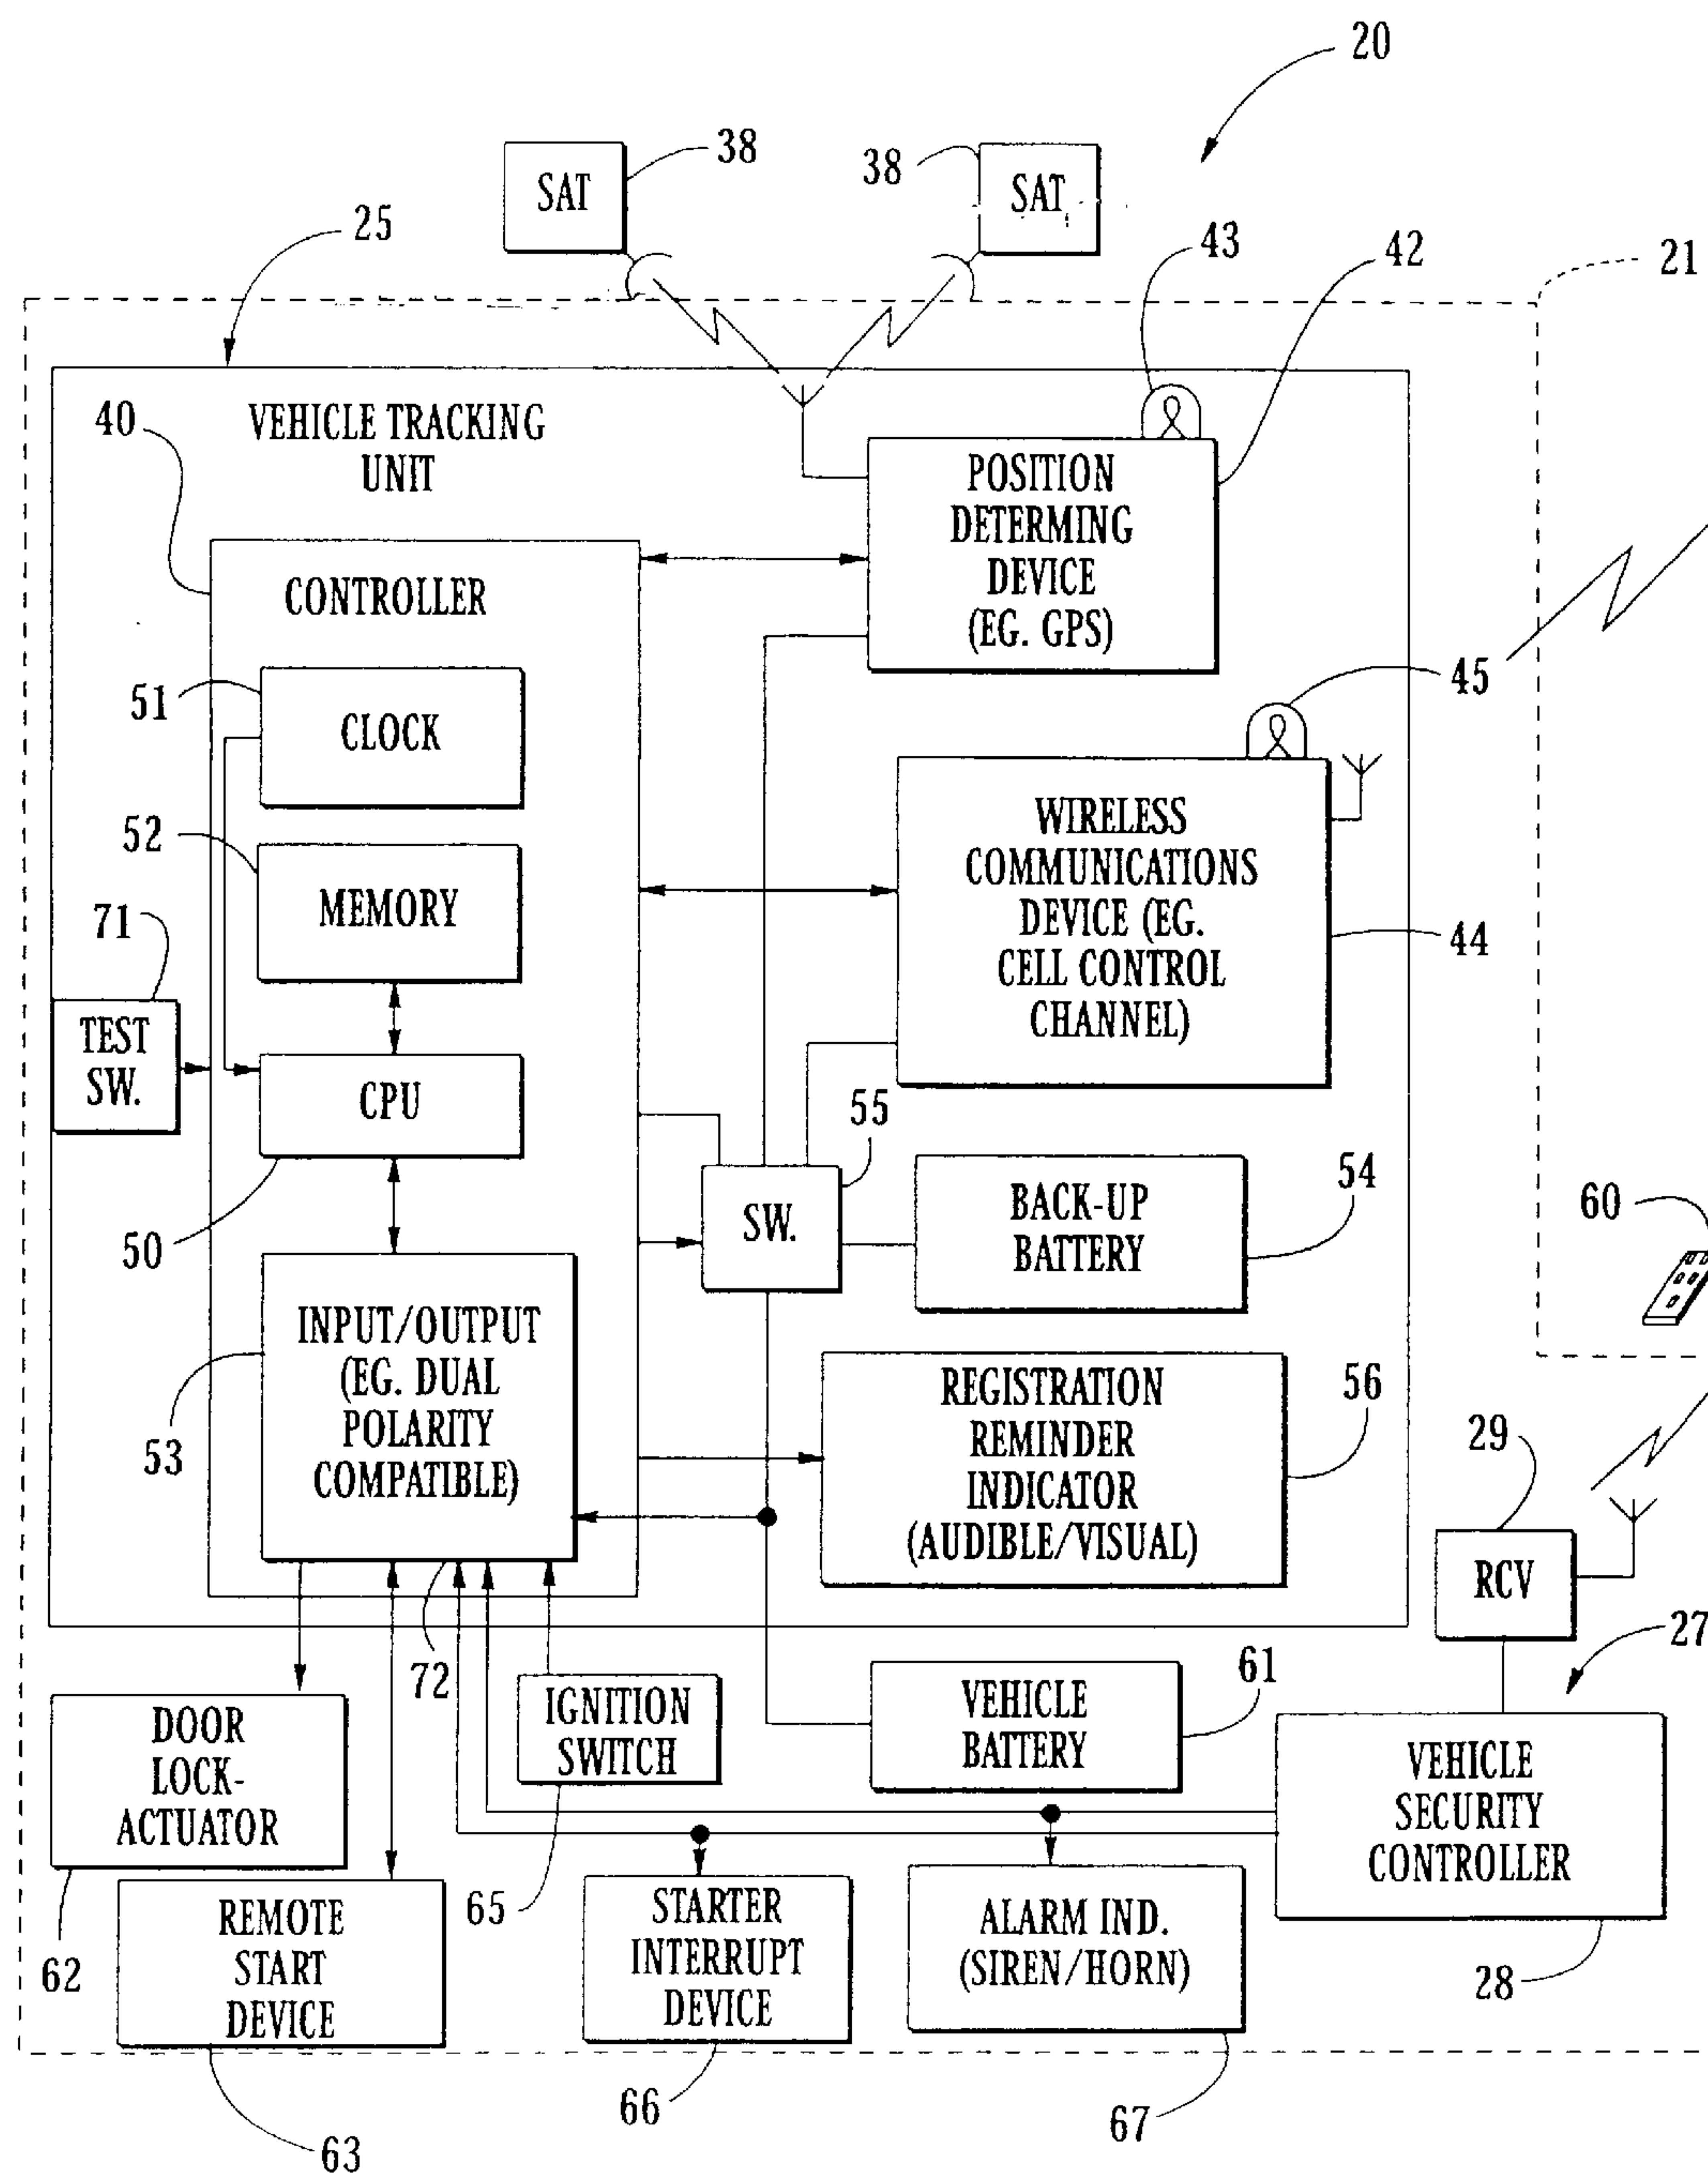 20
38
SAT
38
SAT
25
43
42
21
40
VEHICLE TRACKING
UNIT
POSITION
DETERMING
DEVICE
(EG. GPS)
CONTROLLER
51
CLOCK
45
52
MEMORY
WIRELESS
COMMUNICATIONS
DEVICE (EG.
CELL CONTROL
CHANNEL)
44
71
TEST
SW.
CPU
50
55
SW.
BACK-UP
BATTERY
54
60
INPUT/OUTPUT
(EG. DUAL
POLARITY
COMPATIBLE)
53
REGISTRATION
REMINDER
INDICATOR
(AUDIBLE/VISUAL)
56
29
RCV
27
72
DOOR
LOCK-
ACTUATOR
62
IGNITION
SWITCH
65
VEHICLE
BATTERY
61
VEHICLE
SECURITY
CONTROLLER
28
REMOTE
START
DEVICE
63
STARTER
INTERRUPT
DEVICE
66
ALARM IND.
(SIREN/HORN)
67